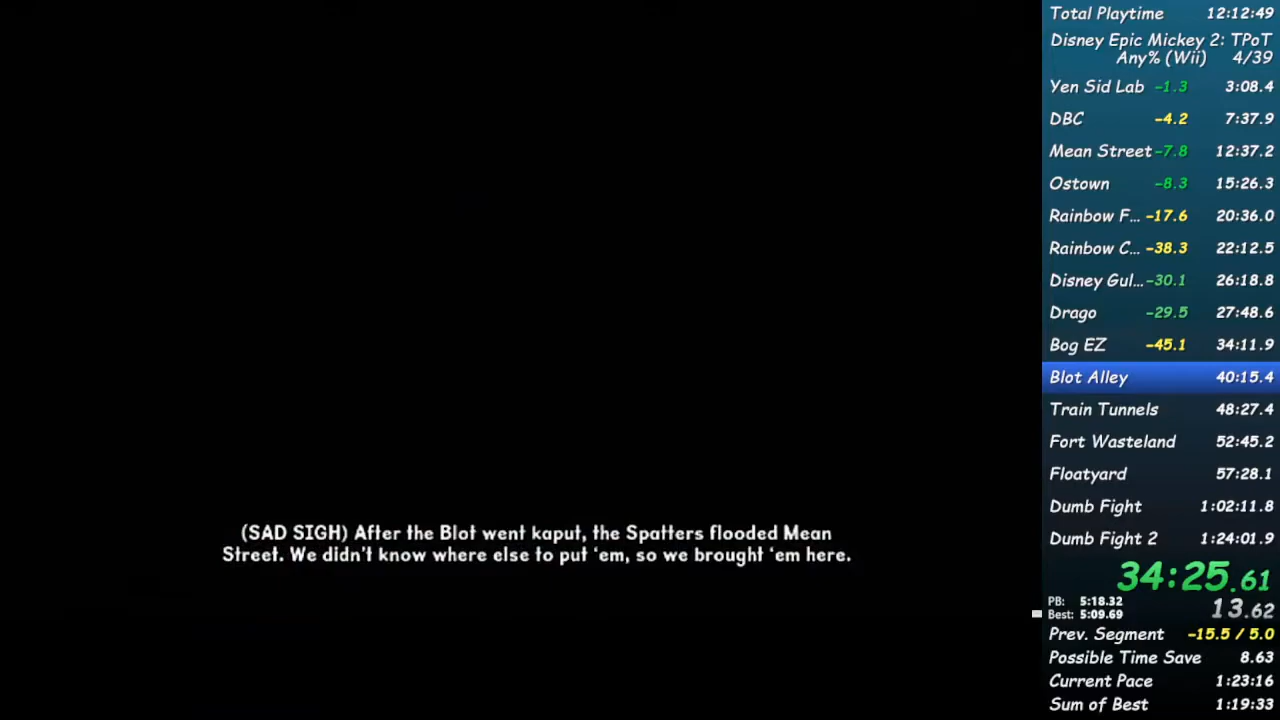 Total Playtime 12:12:49
Disney Epic Mickey 2: TPoT
Any% (Wii) 4/39
Yen Sid Lab -1.3 3:08.4
DBC -4.2 7:37.9
Mean Street -7.8 12:37.2
Ostown -8.3 15:26.3
Rainbow F... -17.6 20:36.0
Rainbow C... -38.3 22:12.5
Disney Gul... -30.1 26:18.8
Drago -29.5 27:48.6
Bog EZ -45.1 34:11.9
Blot Alley 40:15.4
Train Tunnels 48:27.4
Fort Wasteland 52:45.2
Floatyard 57:28.1
Dumb Fight 1:02:11.8
Dumb Fight 2 1:24:01.9
34:25.61
PB: 5:18.32 13.62
Best: 5:09.69
Prev. Segment -15.5 / 5.0
Possible Time Save 8.63
Current Pace 1:23:16
Sum of Best 1:19:33
(SAD SIGH) After the Blot went kaput, the Spatters flooded Mean
Street. We didn't know where else to put 'em, so we brought 'em here.